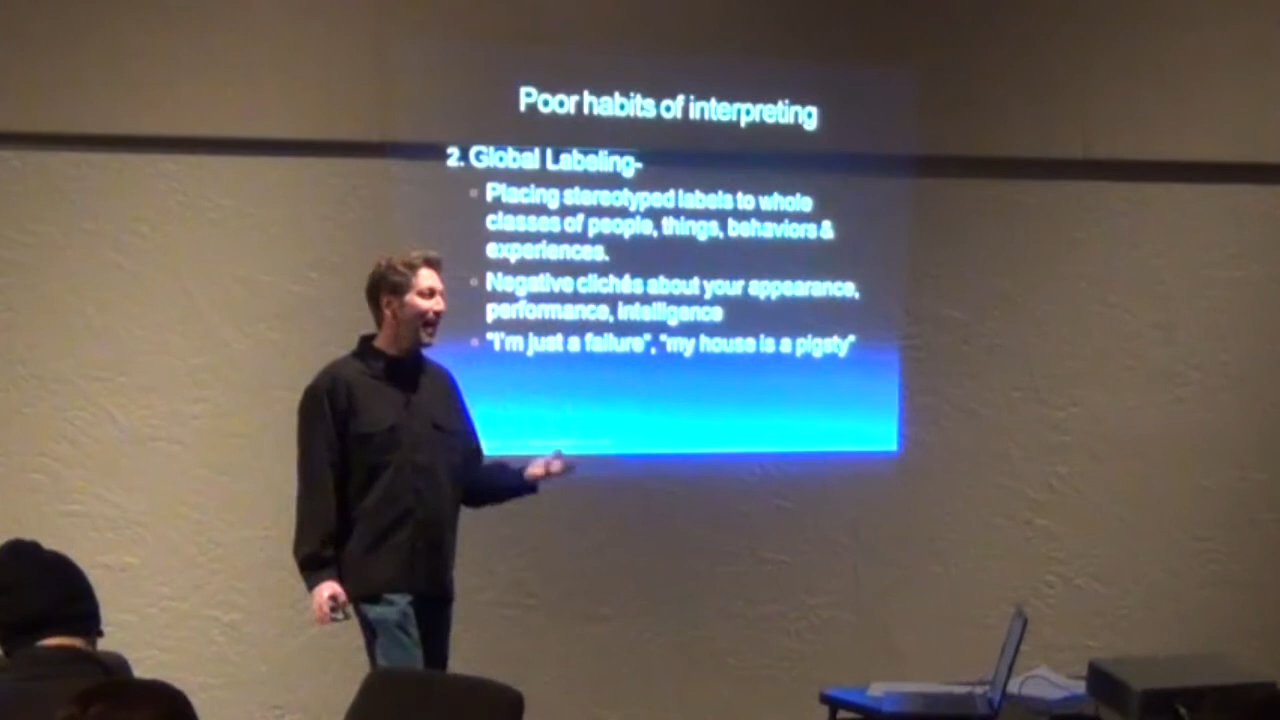 Poor habits of interpreting
2. Global Labeling-
Placing stereotyped labels to whole
classes of people, things, behaviors &
experiences.
Negative clichés about your appearance,
performance, intelligence
"I'm just a failure", "my house is a pigsty"